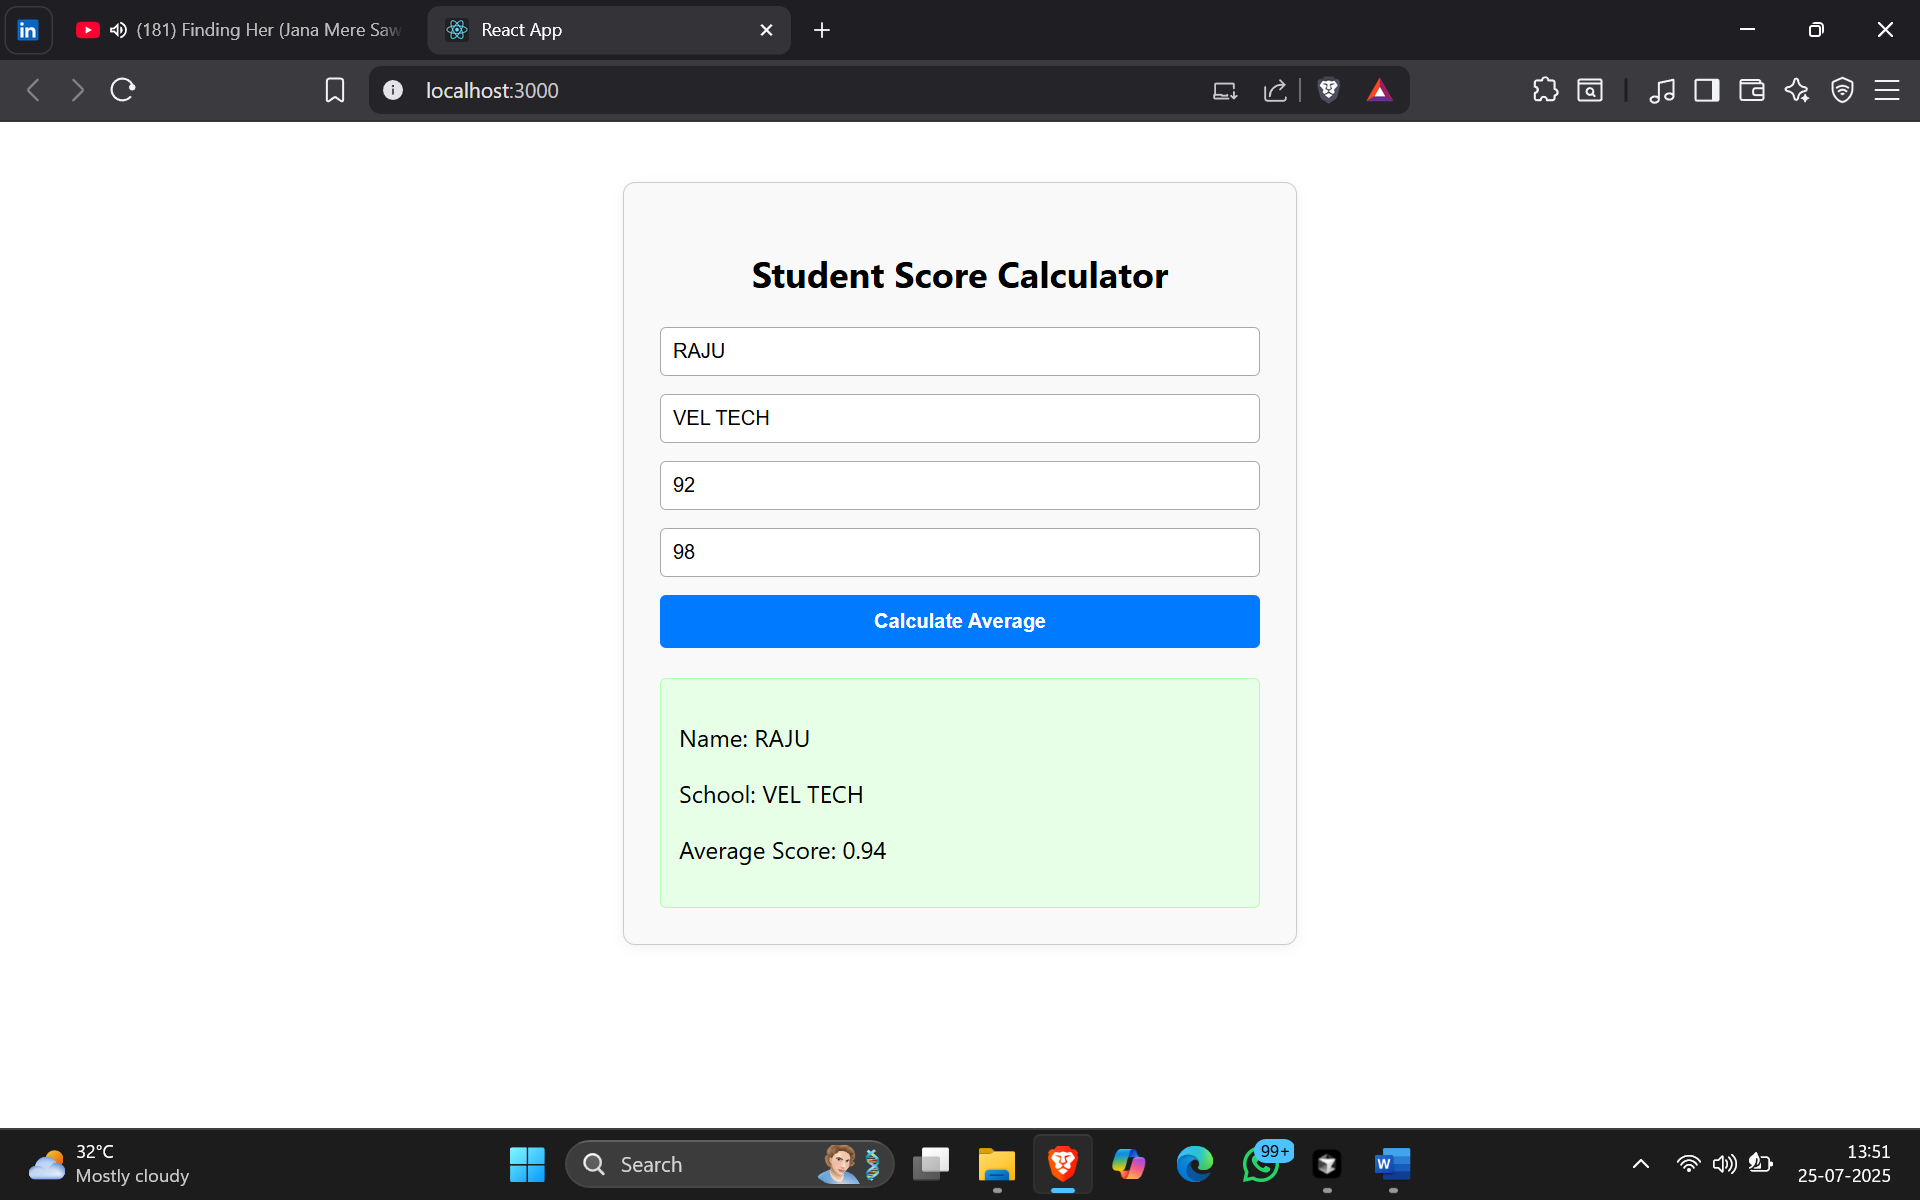 in
(181) Finding Her (Jana Mere Saw
React App
localhost:3000
Student Score Calculator
RAJU
VEL TECH
92
98
Calculate Average
Name: RAJU
School: VEL TECH
Average Score: 0.94
32°C
Mostly cloudy
Search
99+
W
13:51
25-07-2025